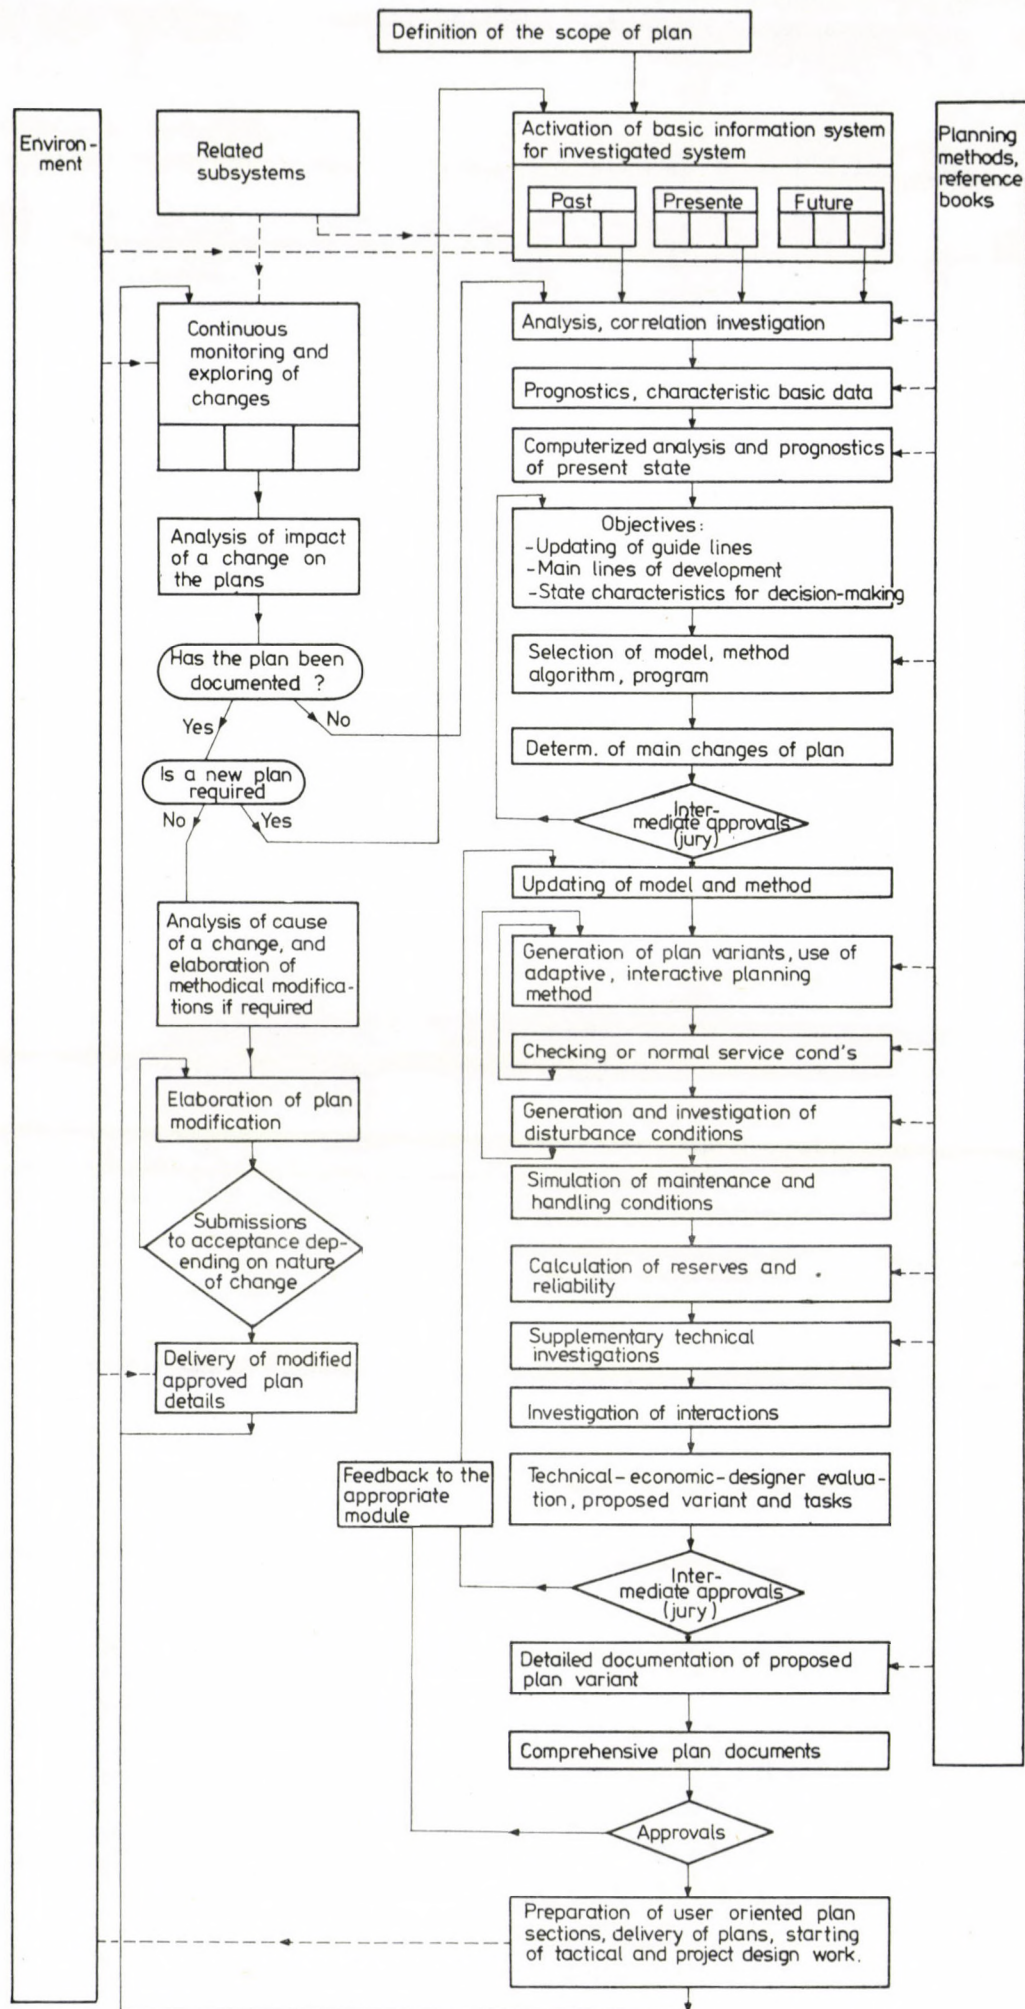 Definition of the scope of plan
Environ-
ment
Related
subsystems
Activation of basic information system
for investigated system
Past
Presente
Future
Planning
methods,
reference
books
Continuous
monitoring and
exploring of
changes
Analysis, correlation investigation
Prognostics, characteristic basic data
Computerized analysis and prognostics
of present state
Analysis of impact
of a change on
the plans
Objectives:
-Updating of guide lines
-Main lines of development
-State characteristics for decision-making
Has the plan been
documented ?
Selection of model, method
algorithm, program
Yes
No
Determ. of main changes of plan
Is a new plan
required
No
Yes
Inter-
mediate approvals
(jury)
Updating of model and method
Analysis of cause
of a change, and
elaboration of
methodical modifica-
tions if required
Generation of plan variants, use of
adaptive, interactive planning
method
Checking or normal service cond's
Elaboration of plan
modification
Generation and investigation of
disturbance conditions
Simulation of maintenance and
handling conditions
Submissions
to acceptance dep-
ending on nature
of change
Calculation of reserves and
reliability
Supplementary technical
investigations
Delivery of modified
approved plan
details
Investigation of interactions
Feedback to the
appropriate
module
Technical-economic-designer evalua-
tion, proposed variant and tasks
Inter-
mediate approvals
(jury)
Detailed documentation of proposed
plan variant
Comprehensive plan documents
Approvals
Preparation of user oriented plan
sections, delivery of plans, starting
of tactical and project design work.